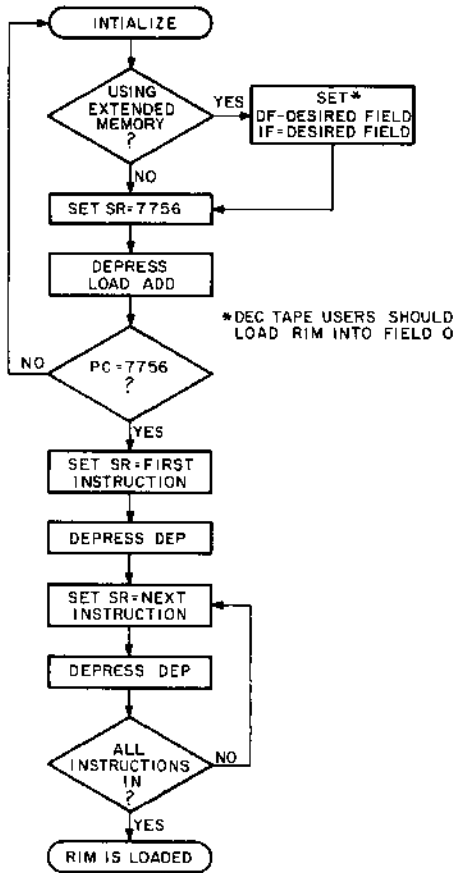 INTIALIZE
USING
EXTENDED
MEMORY
?
YES
SET*
DF-DESIRED FIELD
IF=DESIRED FIELD
NO
SET SR=7756
DEPRESS
LOAD ADD
*DEC TAPE USERS SHOULD
LOAD RIM INTO FIELD 0
NO
PC=7756
?
YES
SET SR=FIRST
INSTRUCTION
DEPRESS DEP
SET SR=NEXT
INSTRUCTION
DEPRESS DEP
ALL
INSTRUCTIONS
IN
?
NO
YES
RIM IS LOADED